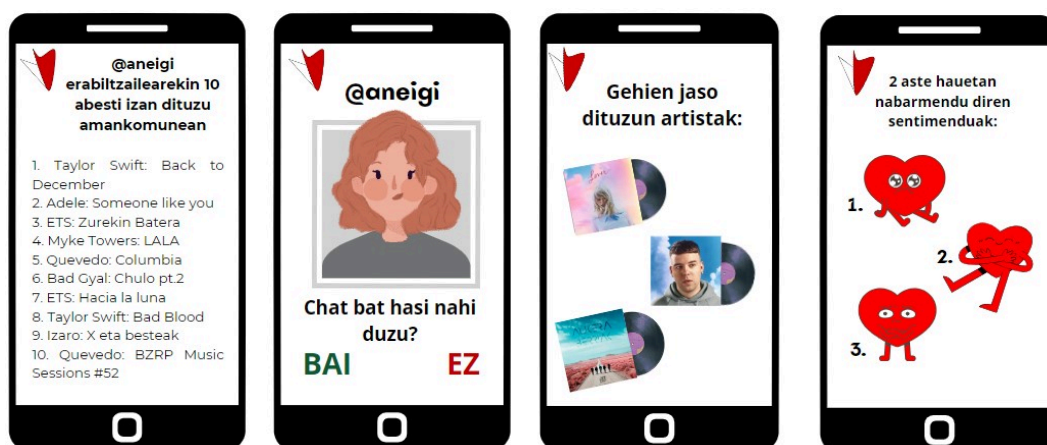 @aneigi
erabiltzailearekin 10
abesti izan dituzu
amankomunean
1. Taylor Swift: Back to
December
2. Adele: Someone like you
3. ETS: Zurekin Batera
4. Myke Towers: LALA
5. Quevedo: Columbia
6. Bad Gyal: Chulo pt.2
7. ETS: Hacia la luna
8. Taylor Swift: Bad Blood
9. Izaro: X eta besteak
10. Quevedo: BZRP Music
Sessions #52
@aneigi
Chat bat hasi nahi
duzu?
BAI EZ
Gehien jaso
dituzun artistak:
Lover
2 aste hauetan
nabarmendu diren
sentimenduak:
1.
2.
3.